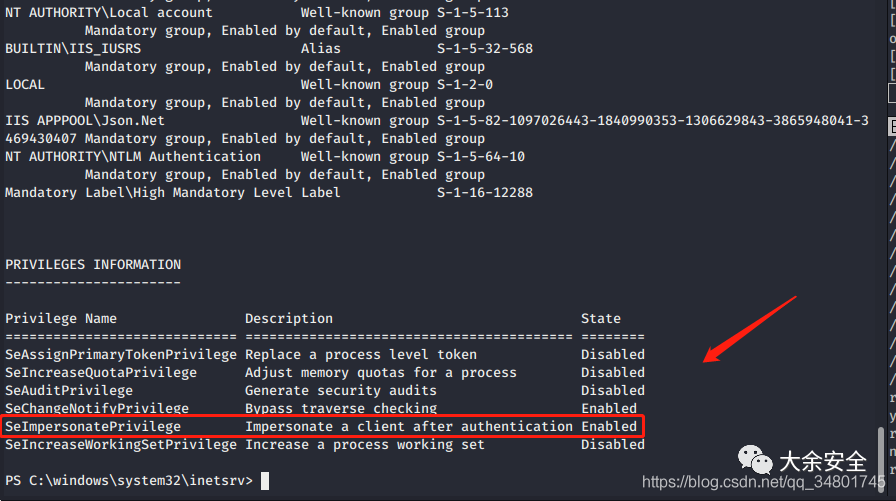 NT AUTHORITY\Local account Well-known group S-1-5-113
Mandatory group, Enabled by default, Enabled group
BUILTIN\IIS_IUSRS Alias S-1-5-32-568
Mandatory group, Enabled by default, Enabled group
LOCAL Well-known group S-1-2-0
Mandatory group, Enabled by default, Enabled group
IIS APPPOOL\Json.Net Well-known group S-1-5-82-1097026443-1840990353-1306629843-3865948041-3
469430407 Mandatory group, Enabled by default, Enabled group
NT AUTHORITY\NTLM Authentication Well-known group S-1-5-64-10
Mandatory group, Enabled by default, Enabled group
Mandatory Label\High Mandatory Level Label S-1-16-12288
PRIVILEGES INFORMATION
----------------------
Privilege Name Description State
============================= ========================================= ========
SeAssignPrimaryTokenPrivilege Replace a process level token Disabled
SeIncreaseQuotaPrivilege Adjust memory quotas for a process Disabled
SeAuditPrivilege Generate security audits Disabled
SeChangeNotifyPrivilege Bypass traverse checking Enabled
SeImpersonatePrivilege Impersonate a client after authentication Enabled
SeIncreaseWorkingSetPrivilege Increase a process working set Disabled
PS C:\windows\system32\inetsrv>
大余安全
https://blog.csdn.net/qq_34801745